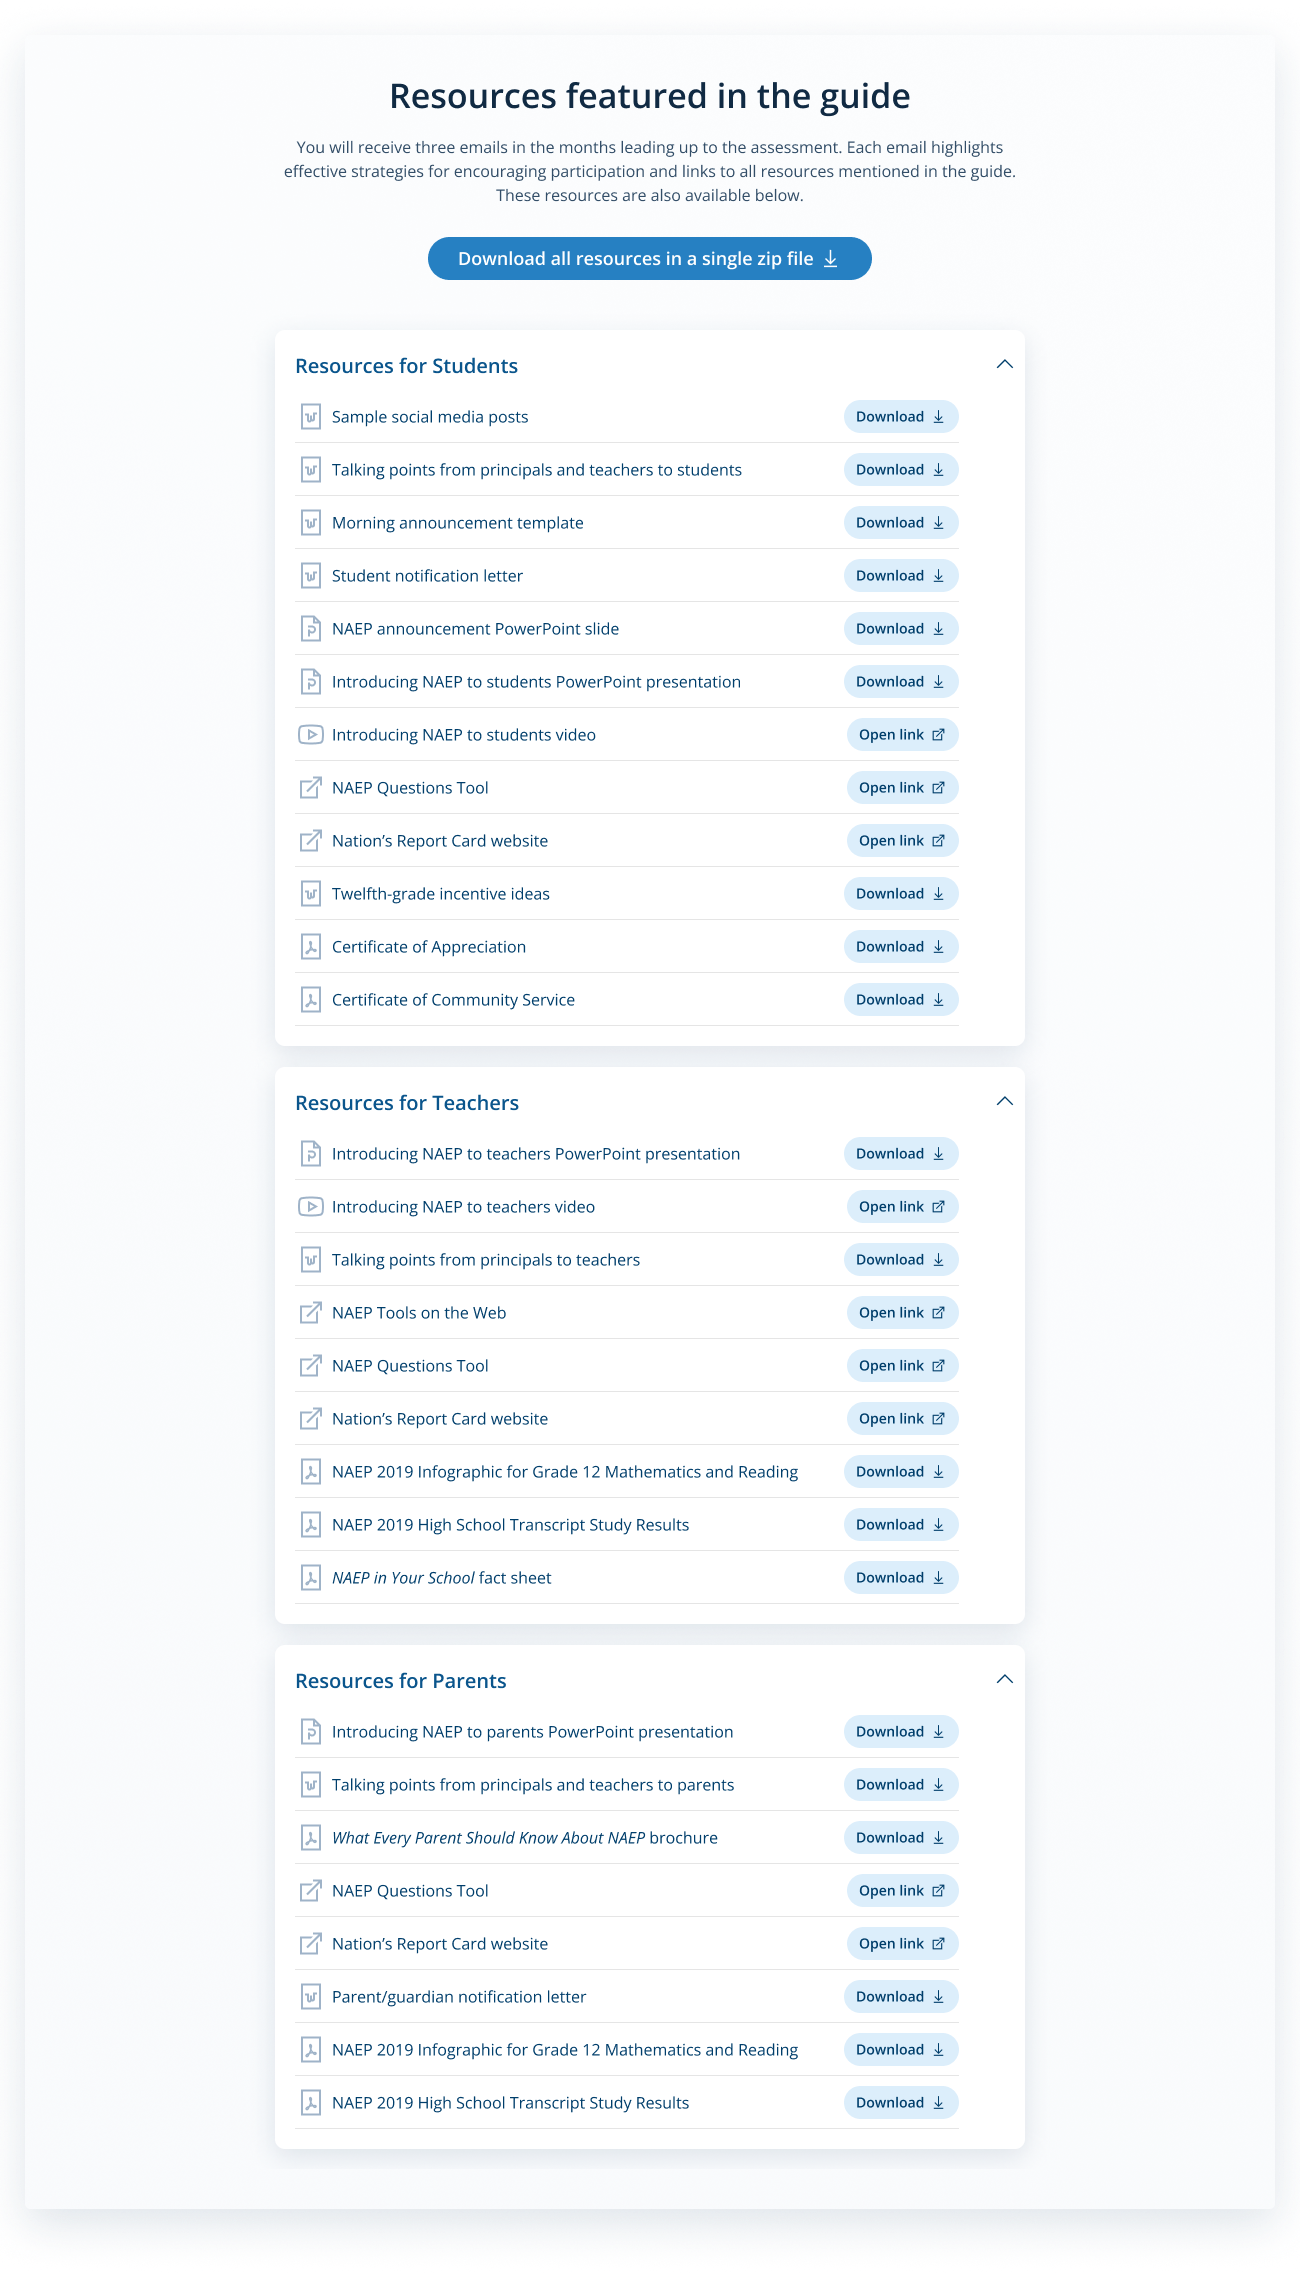 Resources featured in the guide
You will receive three emails in the months leading up to the assessment. Each email highlights
effective strategies for encouraging participation and links to all resources mentioned in the guide.
These resources are also available below.
Download all resources in a single zip file
Resources for Students
Sample social media posts Download
Talking points from principals and teachers to students Download
Morning announcement template Download
Student notification letter Download
NAEP announcement PowerPoint slide Download
Introducing NAEP to students PowerPoint presentation Download
Introducing NAEP to students video Open link
NAEP Questions Tool Open link
Nation’s Report Card website Open link
Twelfth-grade incentive ideas Download
Certificate of Appreciation Download
Certificate of Community Service Download
Resources for Teachers
Introducing NAEP to teachers PowerPoint presentation Download
Introducing NAEP to teachers video Open link
Talking points from principals to teachers Download
NAEP Tools on the Web Open link
NAEP Questions Tool Open link
Nation’s Report Card website Open link
NAEP 2019 Infographic for Grade 12 Mathematics and Reading Download
NAEP 2019 High School Transcript Study Results Download
NAEP in Your School fact sheet Download
Resources for Parents
Introducing NAEP to parents PowerPoint presentation Download
Talking points from principals and teachers to parents Download
What Every Parent Should Know About NAEP brochure Download
NAEP Questions Tool Open link
Nation’s Report Card website Open link
Parent/guardian notification letter Download
NAEP 2019 Infographic for Grade 12 Mathematics and Reading Download
NAEP 2019 High School Transcript Study Results Download